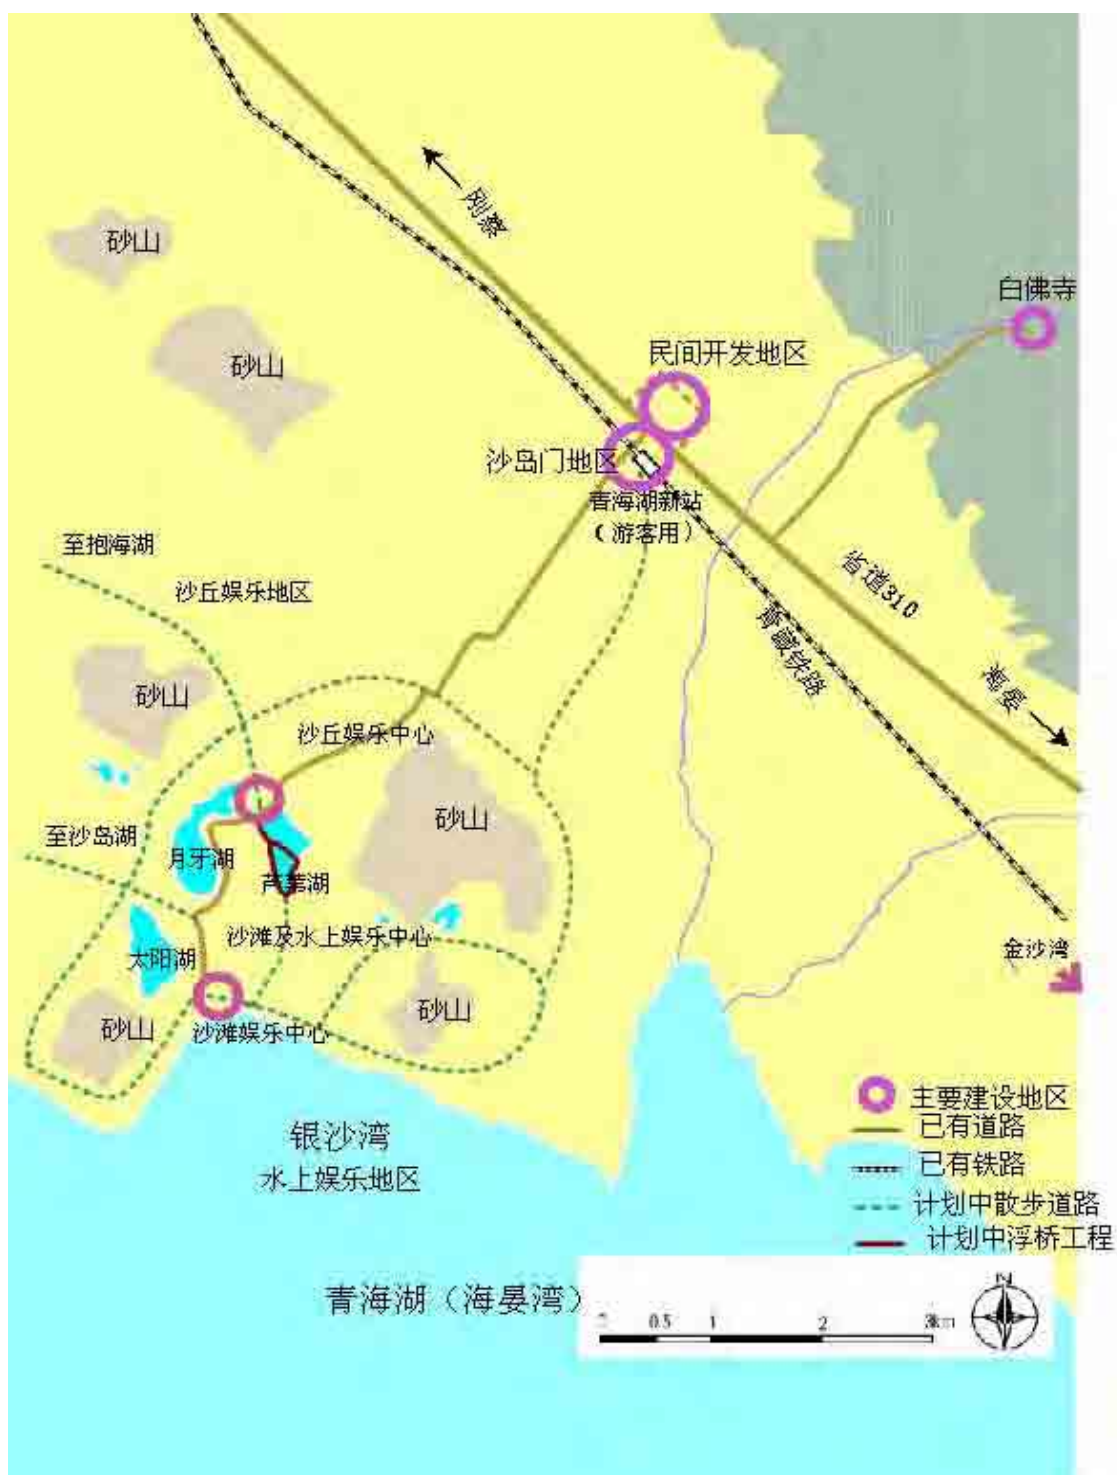 刚察
砂山
白佛寺
民间开发地区
砂山
沙岛门地区
青海湖新站
（游客用）
至抱海湖
沙丘娱乐地区
省道310
青藏铁路
砂山
海晏
沙丘娱乐中心
砂山
至沙岛湖
月牙湖
芦苇湖
沙滩及水上娱乐中心
太阳湖
金沙湾
砂山
砂山
沙滩娱乐中心
主要建设地区
已有道路
银沙湾
已有铁路
水上娱乐地区
计划中散步道路
计划中浮桥工程
青海湖（海晏湾）
N
0.5
1
2
3km